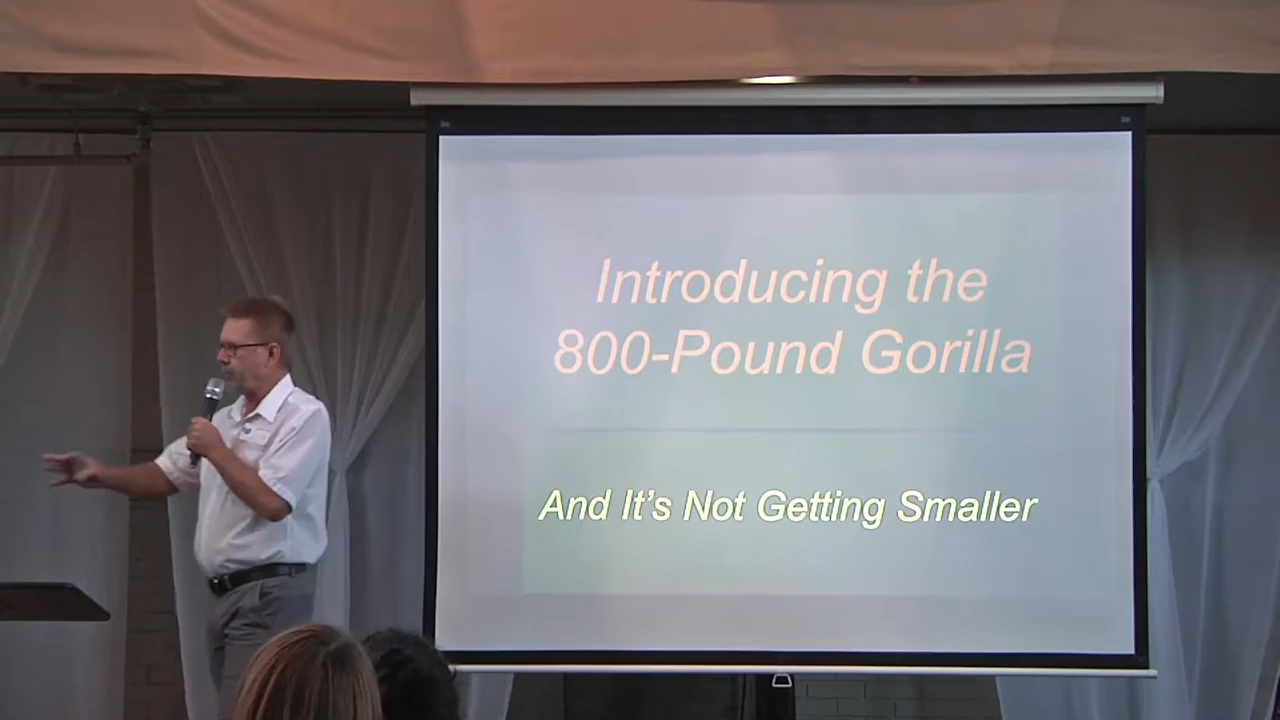 Introducing the
800-Pound Gorilla
And It's Not Getting Smaller